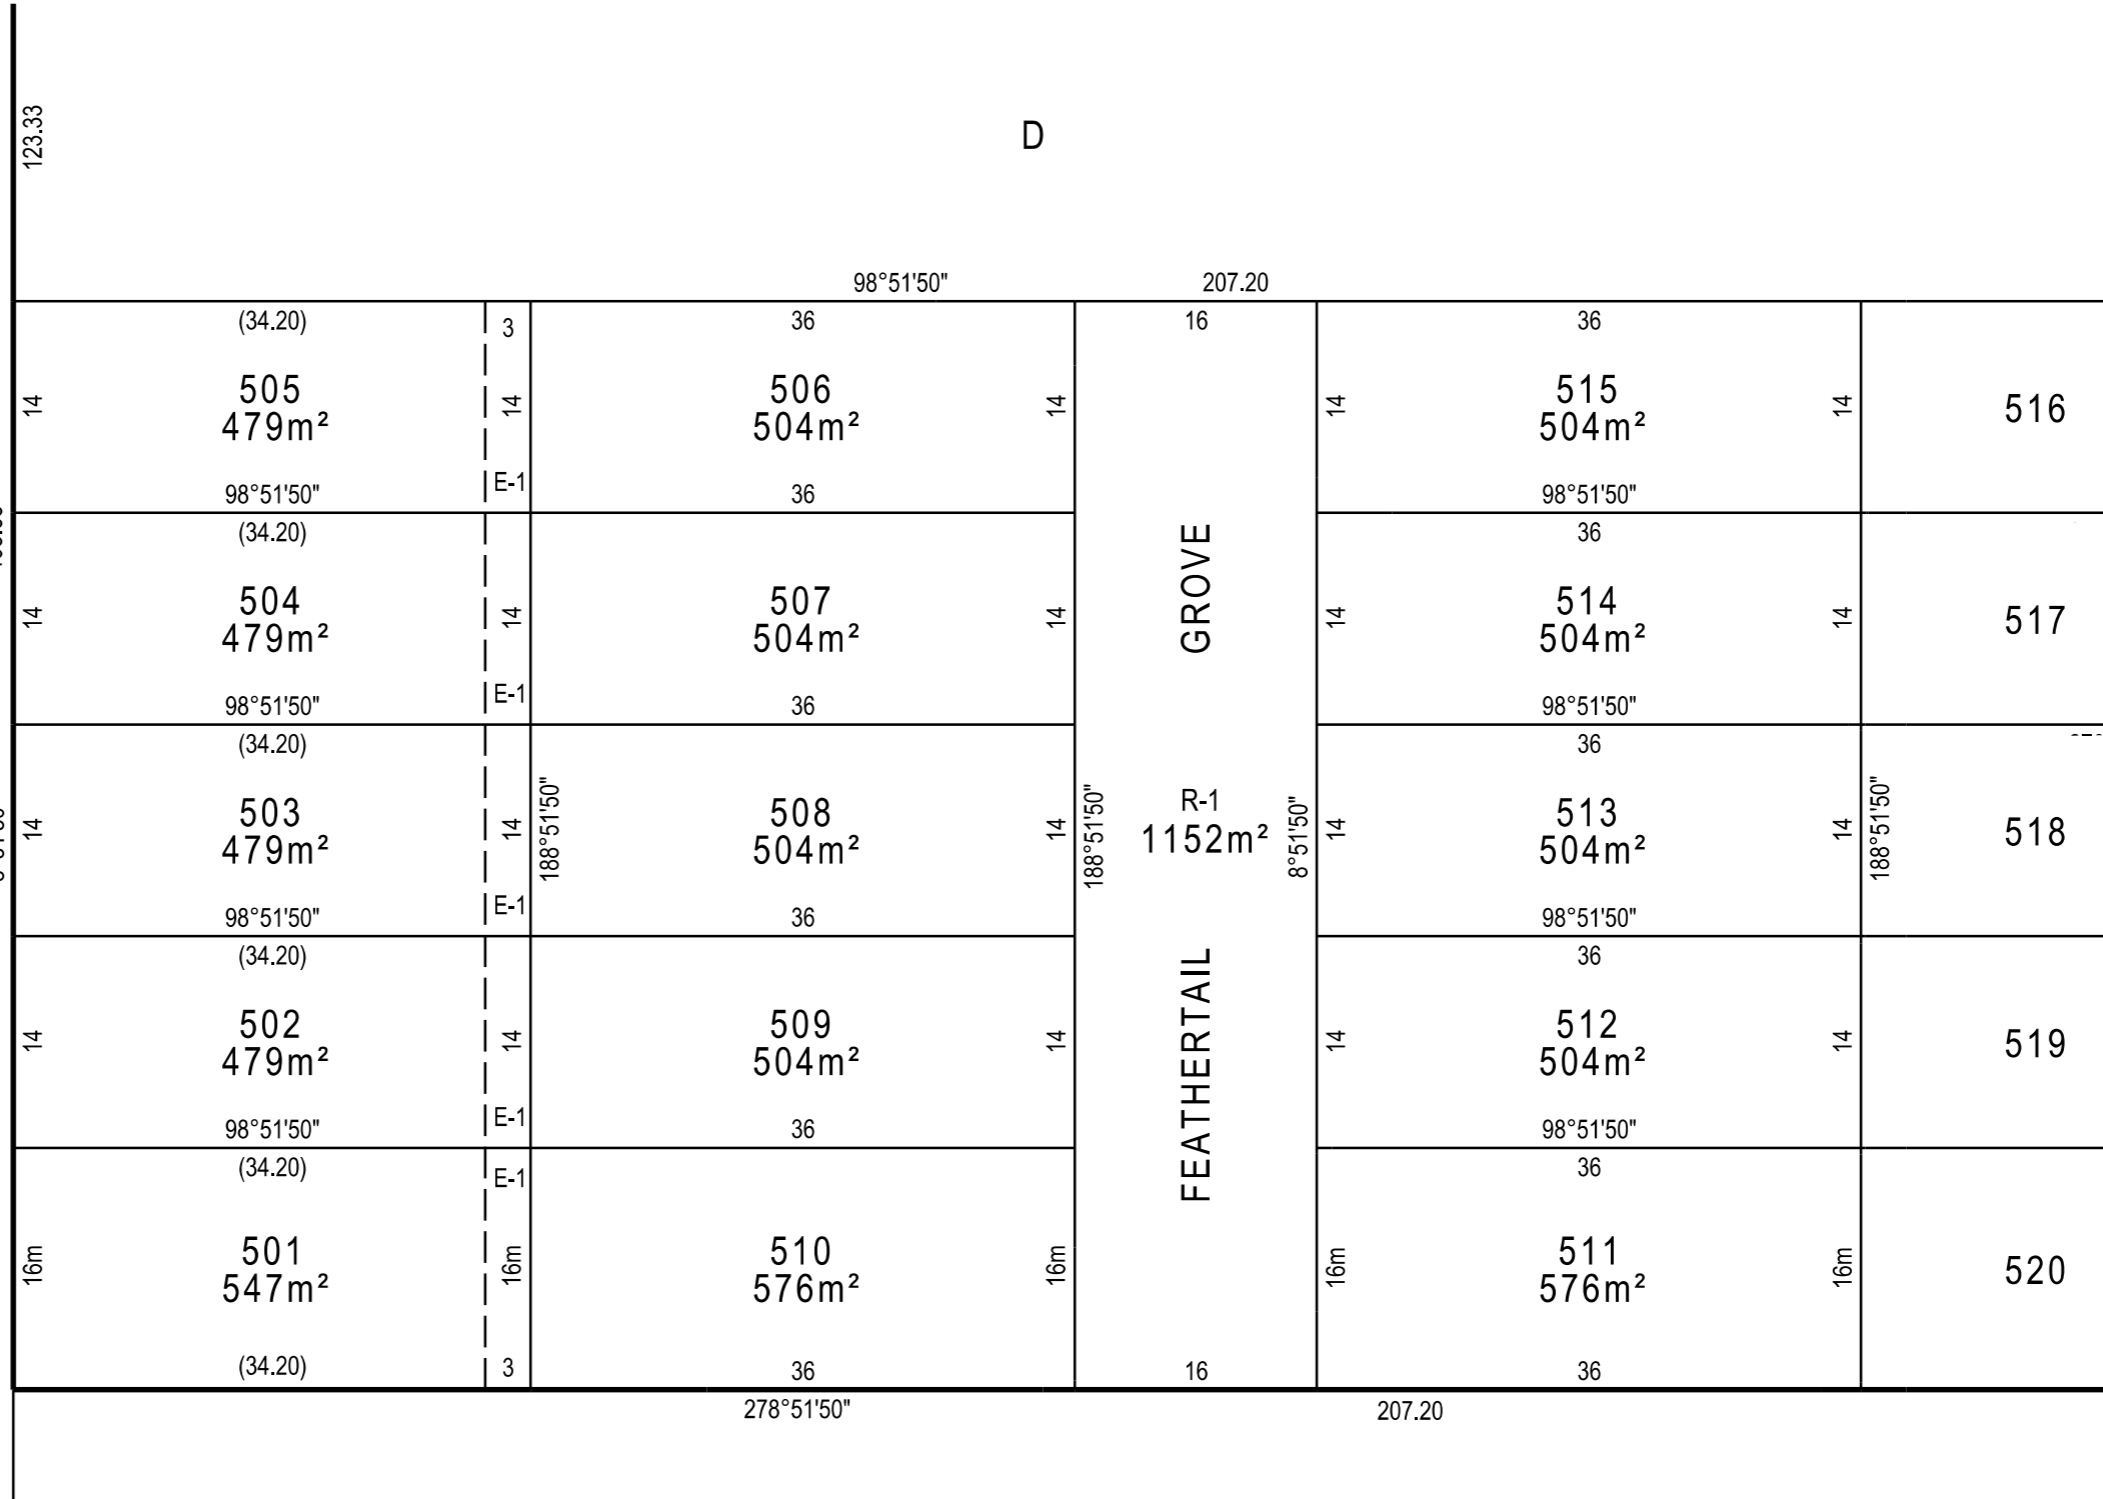 123.33
D
98°51'50" 207.20
(34.20) 3 36 16 36
505 506 515
479m² 504m² 504m²
516
14 14 14 14 14
E-1
98°51'50" 36 98°51'50"
(34.20) 36
504 507 514
479m² 504m² 504m²
517
14 14 14 14 14
GROVE
E-1
98°51'50" 36 98°51'50"
(34.20) 36
R-1
503 508 513
479m² 504m² 1152m² 504m²
518
14 14 14 14 14
188°51'50" 188°51'50" 8°51'50" 188°51'50"
E-1
98°51'50" 36 98°51'50"
(34.20) 36
502 509 512
479m² 504m² 504m²
519
14 14 14 14 14
FEATHERTAIL
E-1
98°51'50" 36 98°51'50"
(34.20) 36
E-1
501 510 511
547m² 576m² 576m²
520
16m 16m 16m 16m 16m
(34.20) 3 36 16 36
278°51'50" 207.20